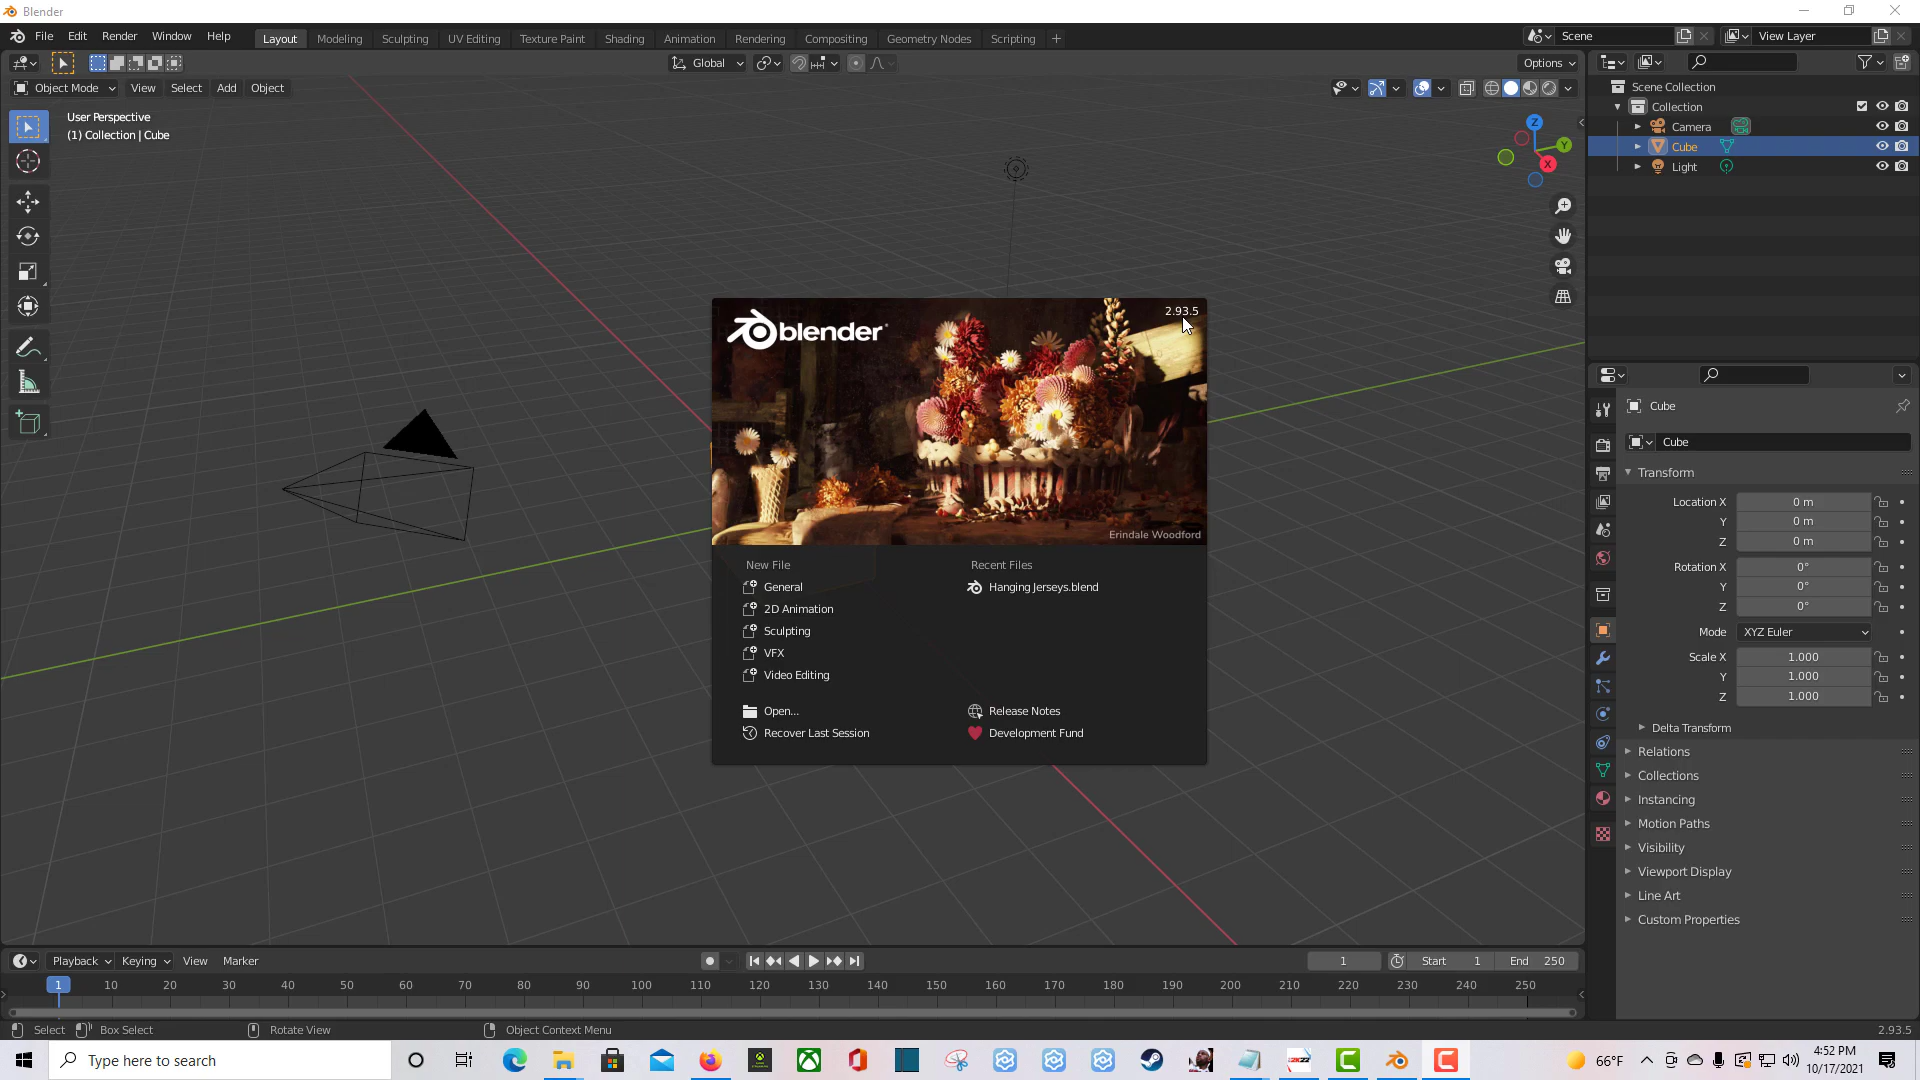 Blender
File Edit Render Window Help
Layout Modeling Sculpting UV Editing Texture Paint Shading Animation Rendering Compositing Geometry Nodes Scripting +
Scene
View Layer
Global
Options
Object Mode View Select Add Object
User Perspective
(1) Collection | Cube
Z
Y
X
Scene Collection
Collection
Camera
Cube
Light
blender
2.93.5
Erindale Woodford
New File
General
2D Animation
Sculpting
VFX
Video Editing
Open...
Recover Last Session
Recent Files
Hanging Jerseys.blend
Release Notes
Development Fund
Cube
Cube
Transform
Location X 0 m
Y 0 m
Z 0 m
Rotation X 0°
Y 0°
Z 0°
Mode XYZ Euler
Scale X 1.000
Y 1.000
Z 1.000
Delta Transform
Relations
Collections
Instancing
Motion Paths
Visibility
Viewport Display
Line Art
Custom Properties
Playback Keying View Marker
1 Start 1 End 250
1 10 20 30 40 50 60 70 80 90 100 110 120 130 140 150 160 170 180 190 200 210 220 230 240 250
Select Box Select Rotate View Object Context Menu 2.93.5
Type here to search
66°F
4:52 PM
10/17/2021